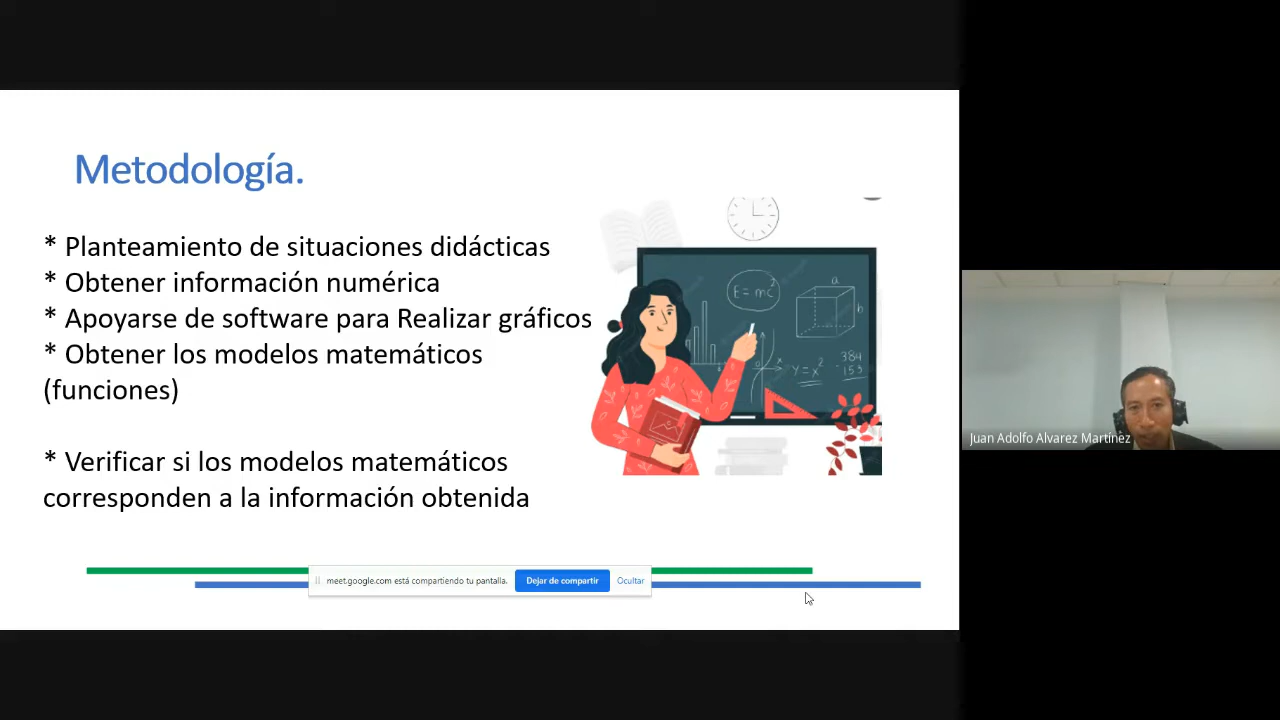 Metodología.
* Planteamiento de situaciones didácticas
* Obtener información numérica
* Apoyarse de software para Realizar gráficos
* Obtener los modelos matemáticos
(funciones)
* Verificar si los modelos matemáticos
corresponden a la información obtenida
E = mc²
a
b
y = x²
384
Juan Adolfo Alvarez Martínez
meet.google.com está compartiendo tu pantalla.
Dejar de compartir
Ocultar